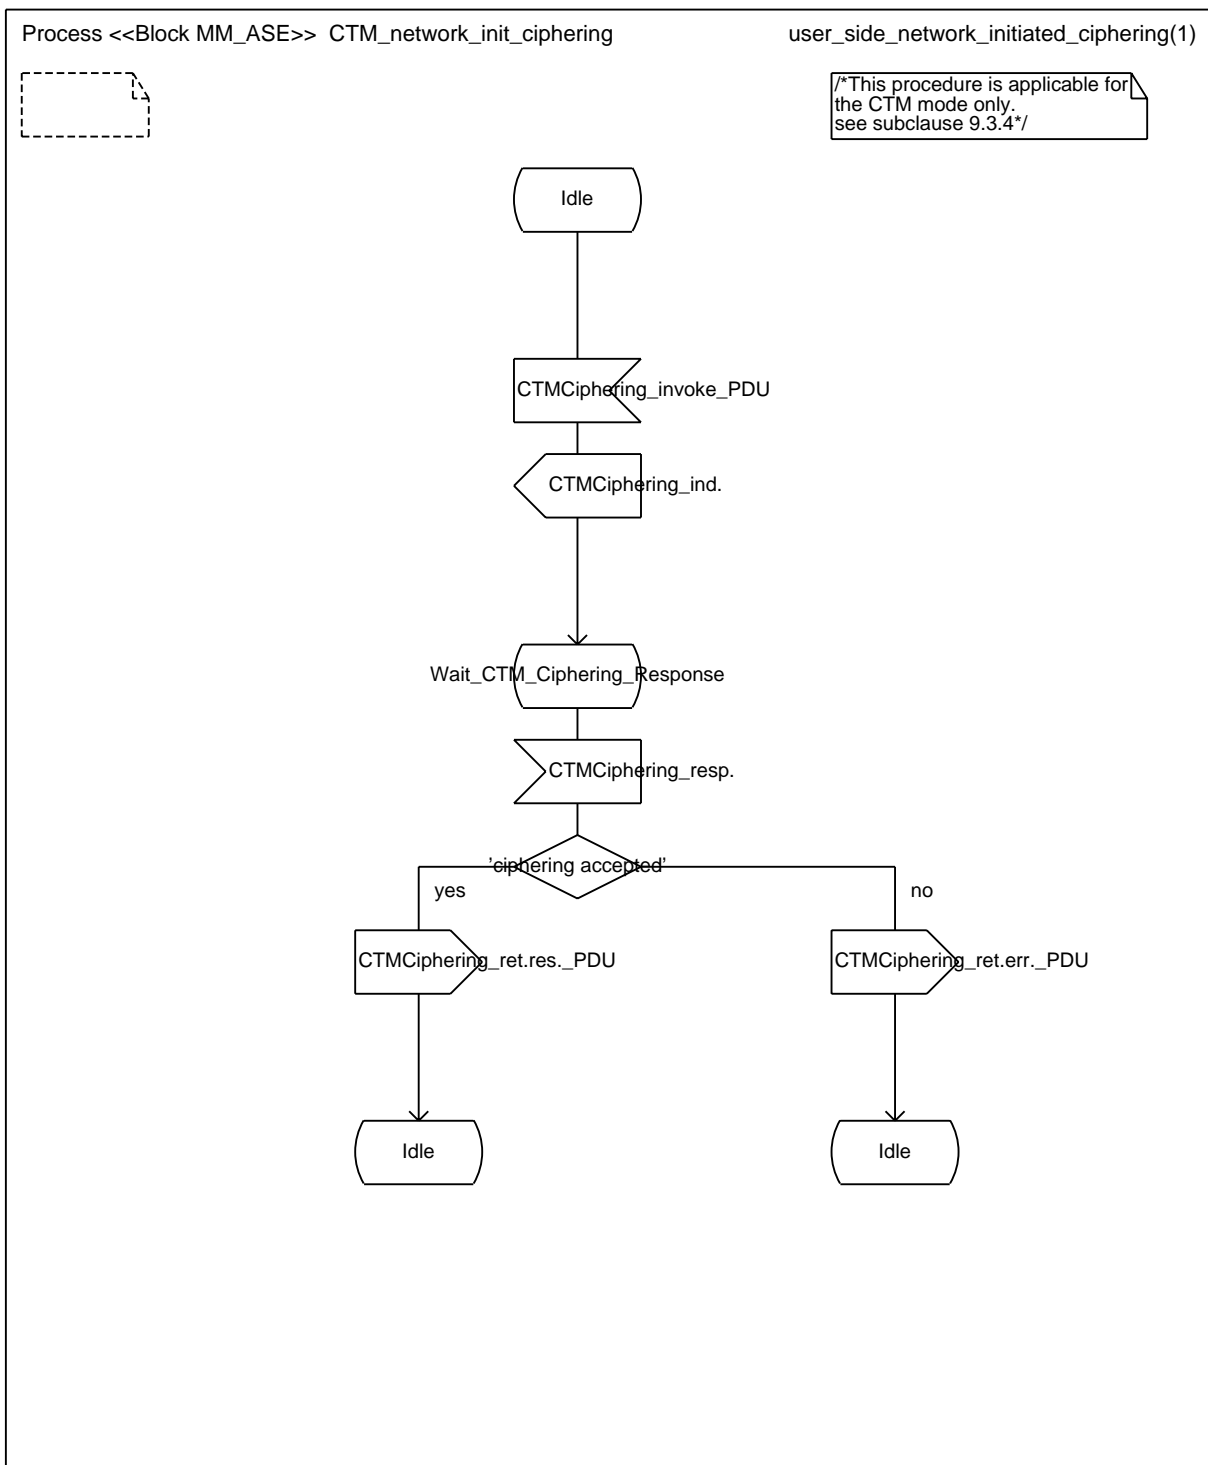 Process <<Block MM_ASE>> CTM_network_init_ciphering
user_side_network_initiated_ciphering(1)
/*This procedure is applicable for
the CTM mode only.
see subclause 9.3.4*/
Idle
CTMCiphering_invoke_PDU
CTMCiphering_ind.
Wait_CTM_Ciphering_Response
CTMCiphering_resp.
'ciphering accepted'
yes
no
CTMCiphering_ret.res._PDU
CTMCiphering_ret.err._PDU
Idle
Idle